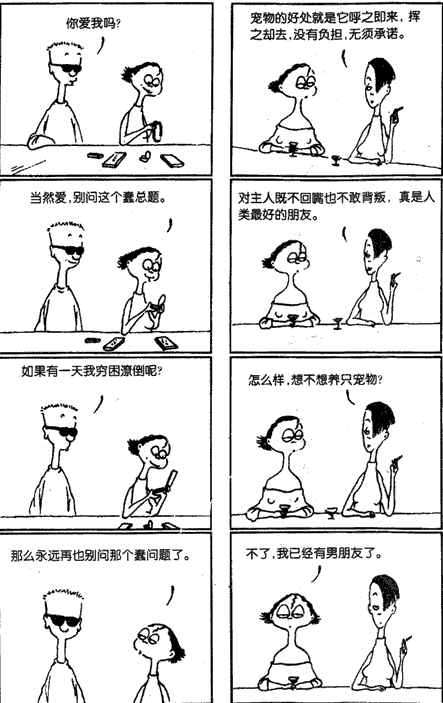 你爱我吗?
当然爱,别问这个蠢总题。
如果有一天我穷困潦倒呢?
那么永远再也别问那个蠢问题了。
宠物的好处就是它呼之即来, 挥
之却去,没有负担,无须承诺。
对主人既不回嘴也不敢背叛, 真是人
类最好的朋友。
怎么样,想不想养只宠物?
不了,我已经有男朋友了。